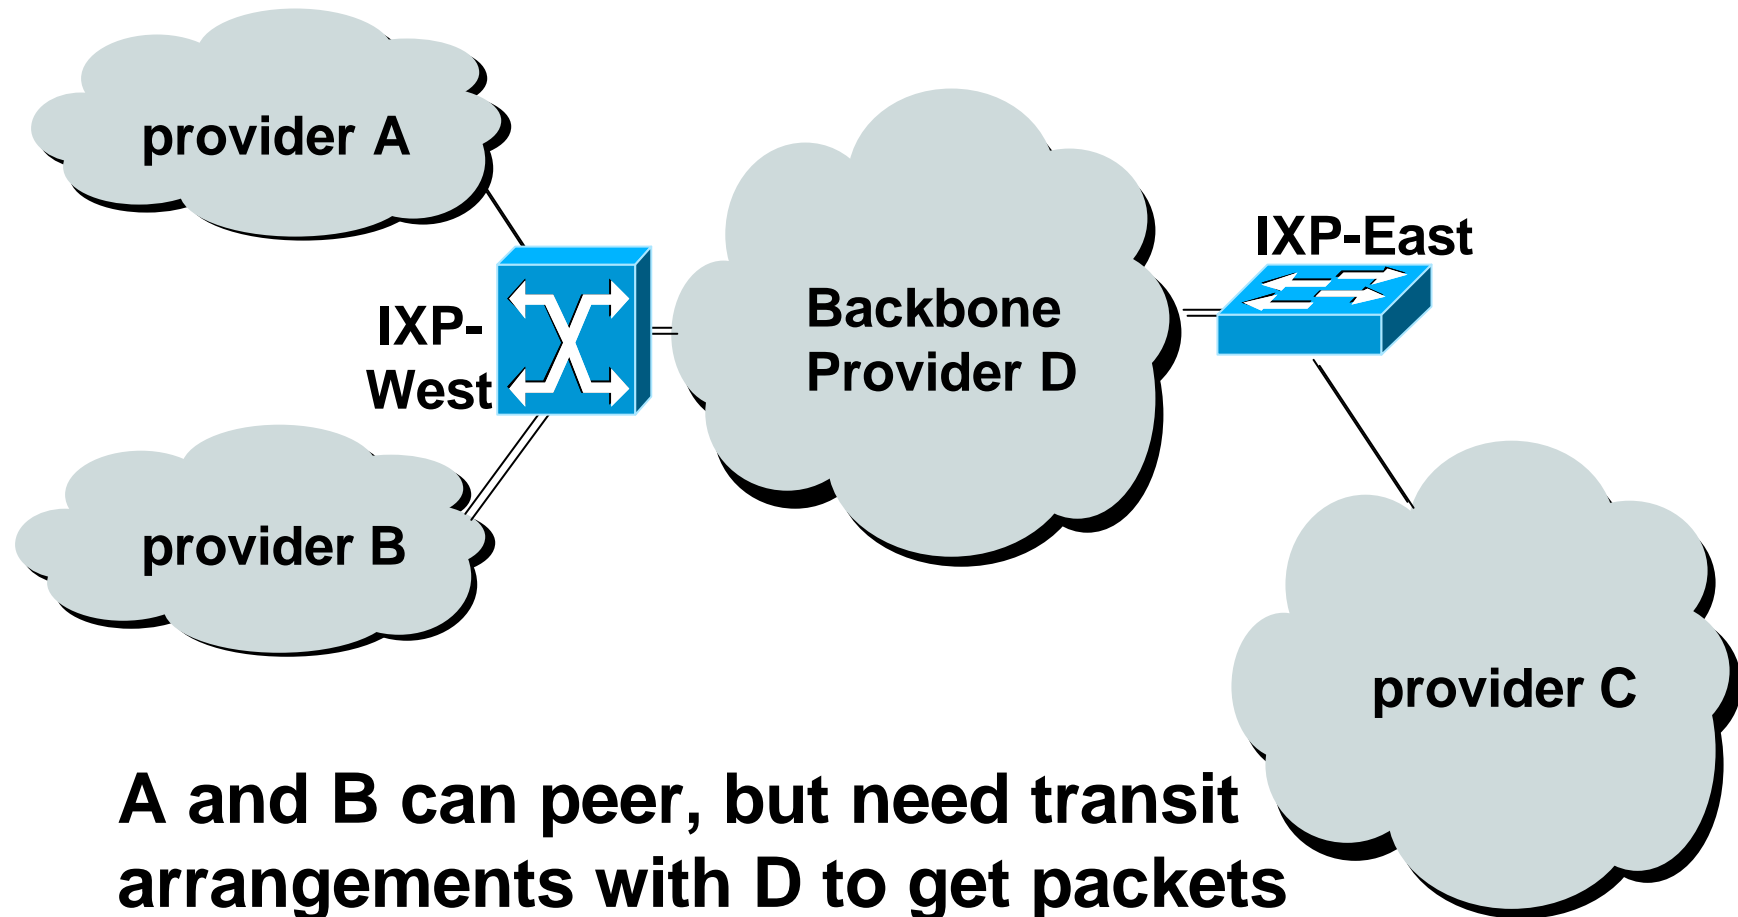 provider A
IXP-East
Backbone
Provider D
IXP-
West
provider B
provider C
A and B can peer, but need transit
arrangements with D to get packets